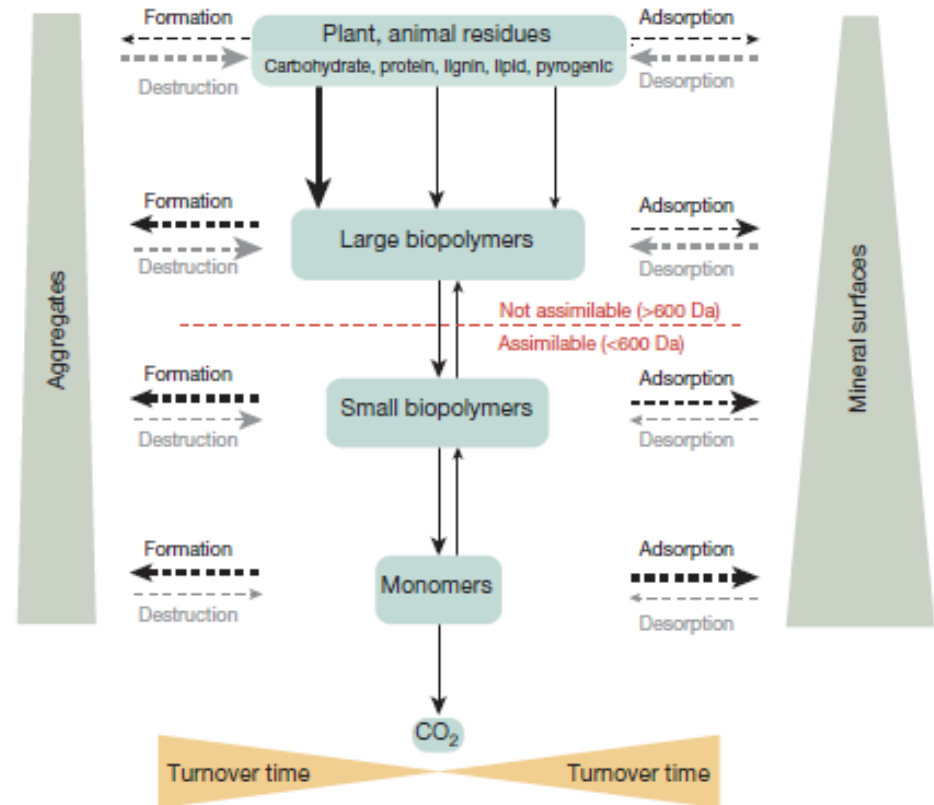 Formation
Plant, animal residues
Adsorption
Carbohydrate, protein, lignin, lipid, pyrogenic
Destruction
Desorption
Formation
Adsorption
Large biopolymers
Destruction
Desorption
Aggregates
Mineral surfaces
Not assimilable (>600 Da)
Assimilable (<600 Da)
Formation
Adsorption
Small biopolymers
Destruction
Desorption
Formation
Adsorption
Monomers
Destruction
Desorption
CO₂
Turnover time
Turnover time